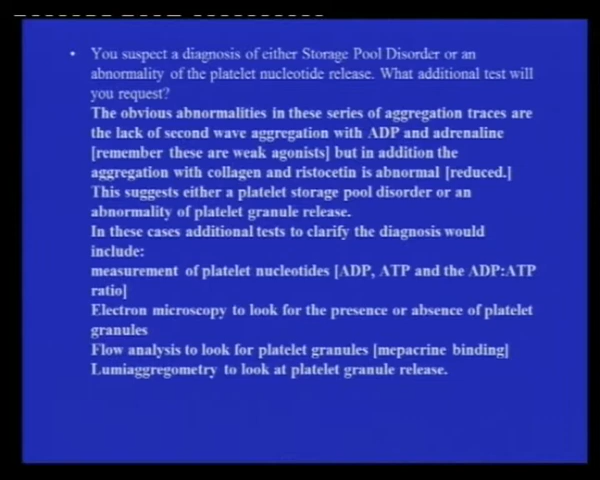 • You suspect a diagnosis of either Storage Pool Disorder or an
abnormality of the platelet nucleotide release. What additional test will
you request?
The obvious abnormalities in these series of aggregation traces are
the lack of second wave aggregation with ADP and adrenaline
[remember these are weak agonists] but in addition the
aggregation with collagen and ristocetin is abnormal [reduced.]
This suggests either a platelet storage pool disorder or an
abnormality of platelet granule release.
In these cases additional tests to clarify the diagnosis would
include:
measurement of platelet nucleotides [ADP, ATP and the ADP:ATP
ratio]
Electron microscopy to look for the presence or absence of platelet
granules
Flow analysis to look for platelet granules [mepacrine binding]
Lumiaggregometry to look at platelet granule release.